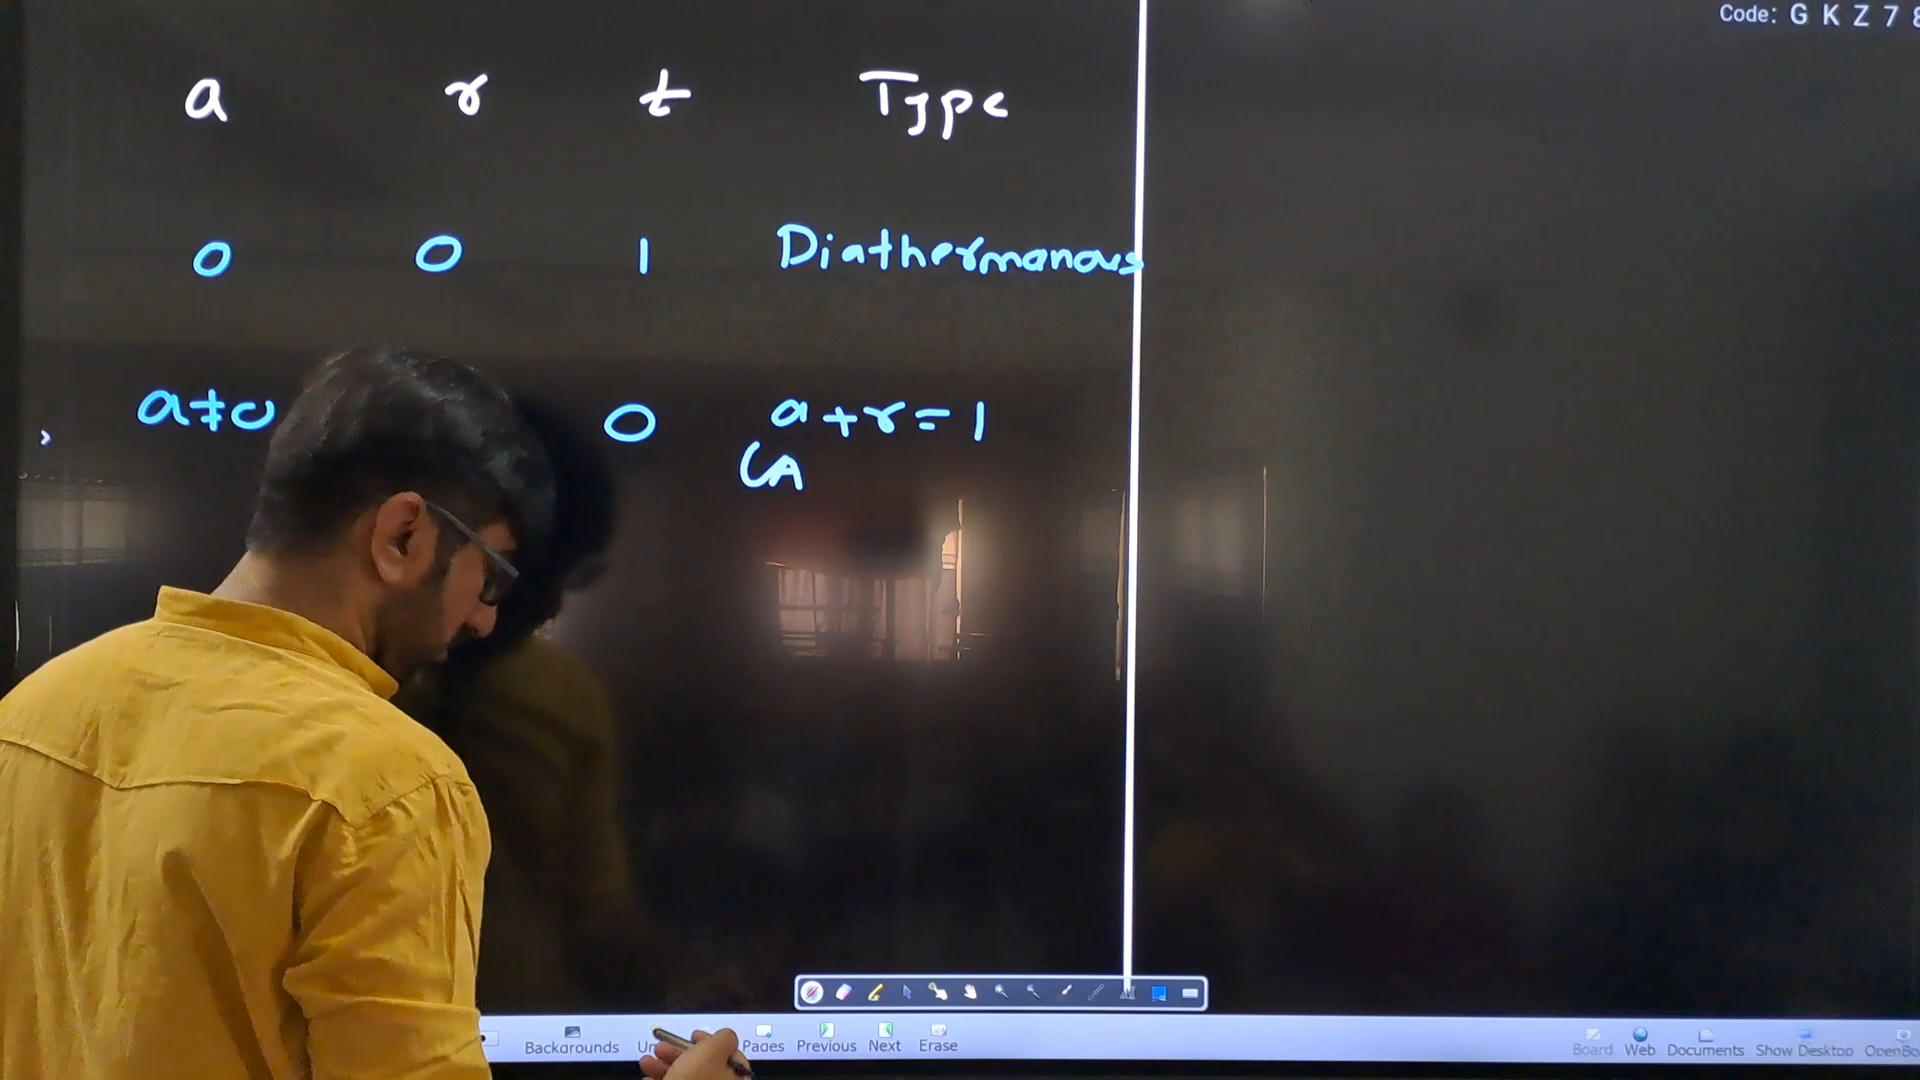 Code: G K Z 7 8
a r t Type
0 0 1 Diathermanous
a≠0 0 a+r=1
(A
Backgrounds Pages Previous Next Erase Board Web Documents Show Desktop